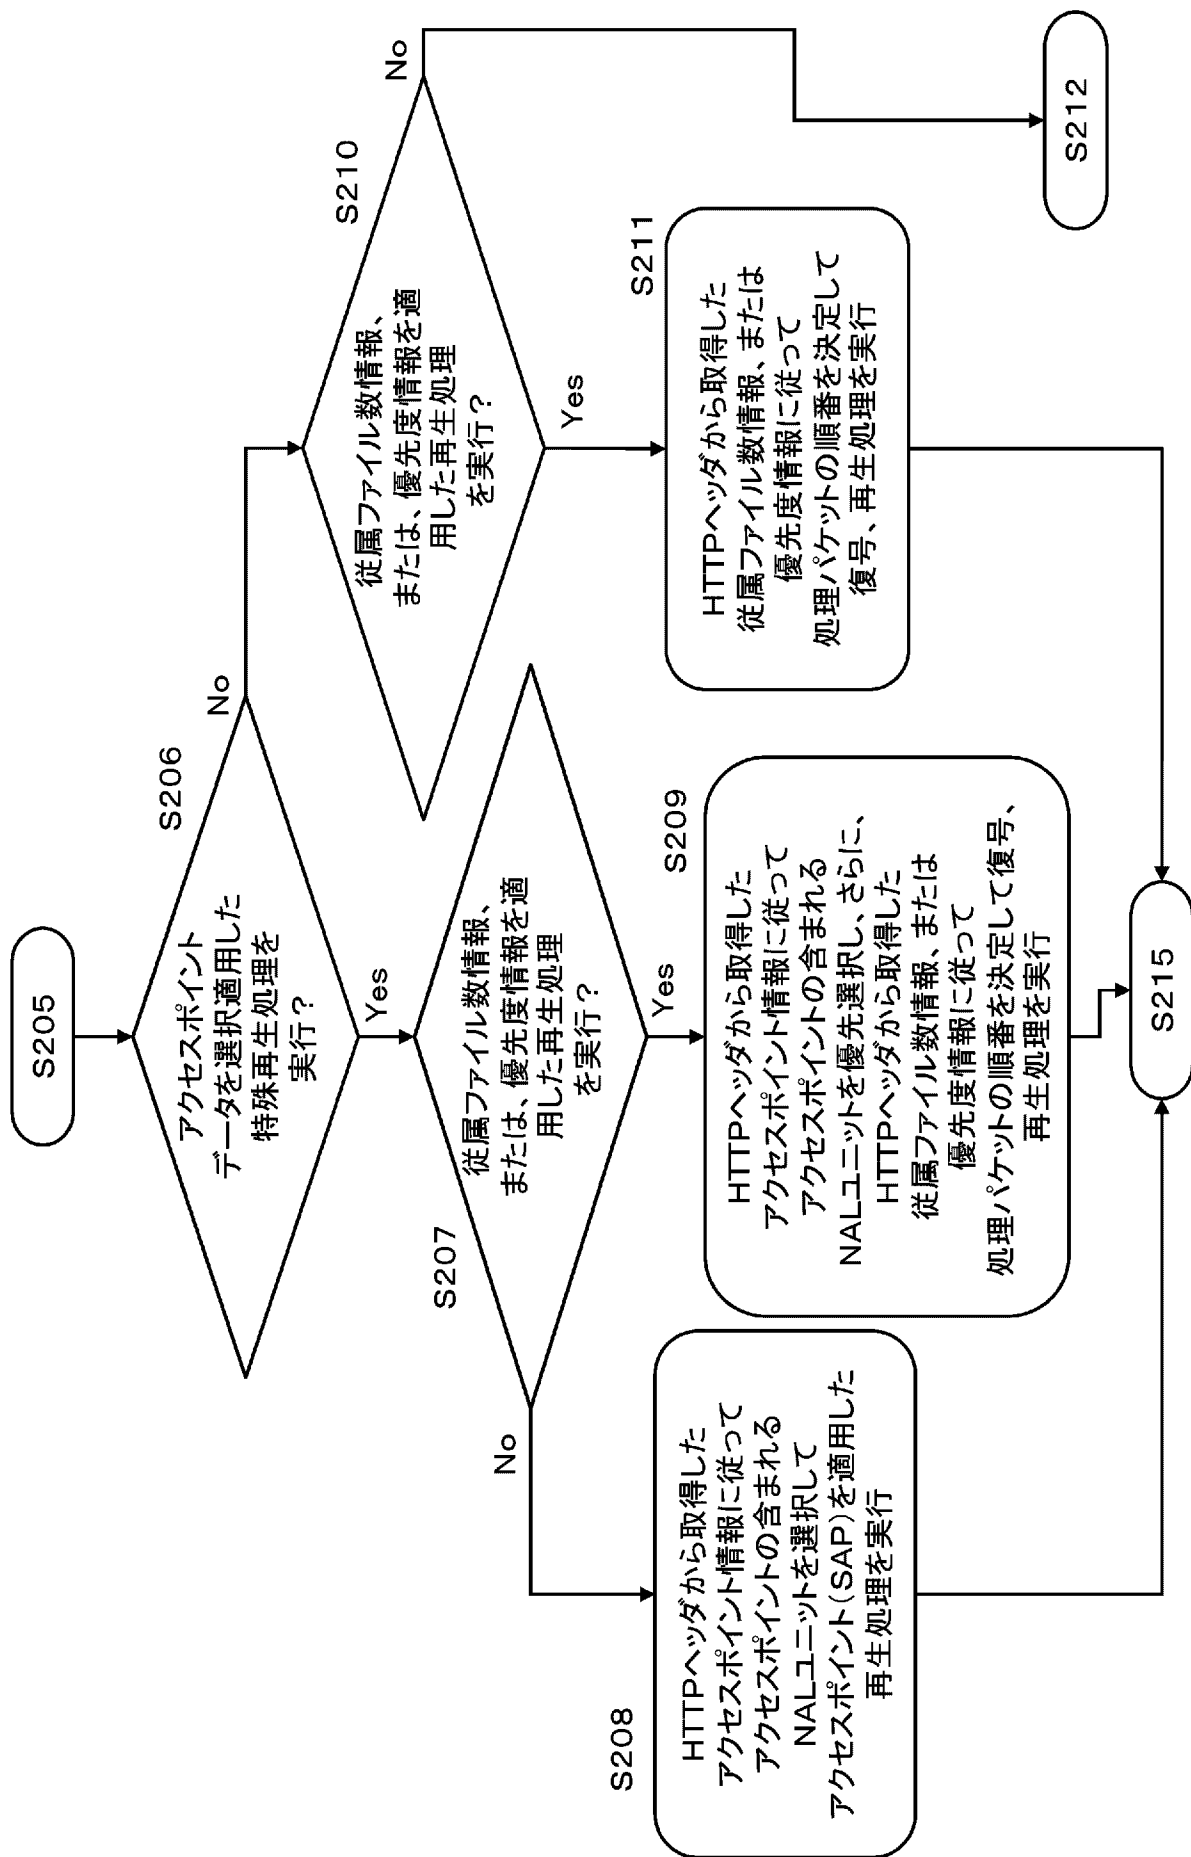 S205
S206
アクセスポイント
データを選択適用した
特殊再生処理を
実行？
No
Yes
S207
従属ファイル数情報、
または、優先度情報を適
用した再生処理
を実行？
No
Yes
S210
従属ファイル数情報、
または、優先度情報を適
用した再生処理
を実行？
No
Yes
S208
HTTPヘッダから取得した
アクセスポイント情報に従って
アクセスポイントの含まれる
NALユニットを選択して
アクセスポイント（SAP）を適用した
再生処理を実行
S209
HTTPヘッダから取得した
アクセスポイント情報に従って
アクセスポイントの含まれる
NALユニットを優先選択し、さらに、
HTTPヘッダから取得した
従属ファイル数情報、または
優先度情報に従って
処理パケットの順番を決定して復号、
再生処理を実行
S211
HTTPヘッダから取得した
従属ファイル数情報、または
優先度情報に従って
処理パケットの順番を決定して
復号、再生処理を実行
S215
S212